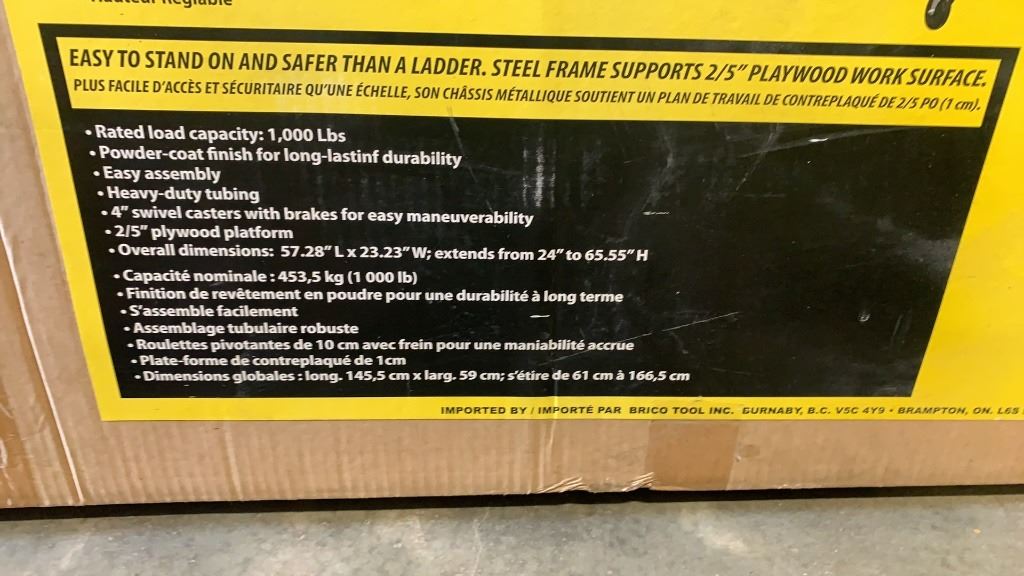 Hauteur Réglable
EASY TO STAND ON AND SAFER THAN A LADDER. STEEL FRAME SUPPORTS 2/5" PLAYWOOD WORK SURFACE.
PLUS FACILE D'ACCÈS ET SÉCURITAIRE QU'UNE ÉCHELLE, SON CHÂSSIS MÉTALLIQUE SOUTIENT UN PLAN DE TRAVAIL DE CONTREPLAQUÉ DE 2/5 PO (1 cm).
• Rated load capacity: 1,000 Lbs
• Powder-coat finish for long-lastinf durability
• Easy assembly
• Heavy-duty tubing
• 4" swivel casters with brakes for easy maneuverability
• 2/5" plywood platform
• Overall dimensions: 57.28" L x 23.23" W; extends from 24" to 65.55" H
• Capacité nominale : 453,5 kg (1 000 lb)
• Finition de revêtement en poudre pour une durabilité à long terme
• S'assemble facilement
• Assemblage tubulaire robuste
• Roulettes pivotantes de 10 cm avec frein pour une maniabilité accrue
• Plate-forme de contreplaqué de 1cm
• Dimensions globales : long. 145,5 cm x larg. 59 cm; s'étire de 61 cm à 166,5 cm
IMPORTED BY / IMPORTÉ PAR BRICO TOOL INC. BURNABY, B.C. V5C 4Y9 • BRAMPTON, ON. L6S